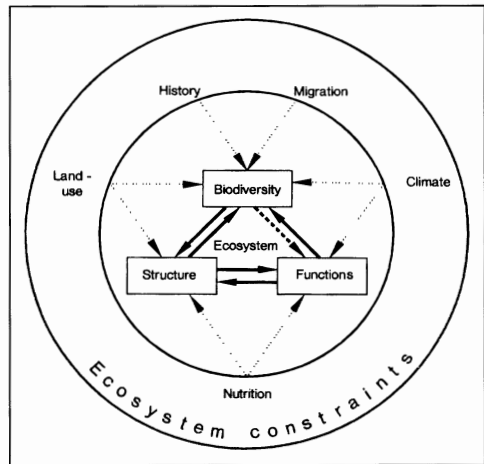 History
Migration
Land -
use
Climate
Biodiversity
Ecosystem
Structure
Functions
Nutrition
Ecosystem constraints